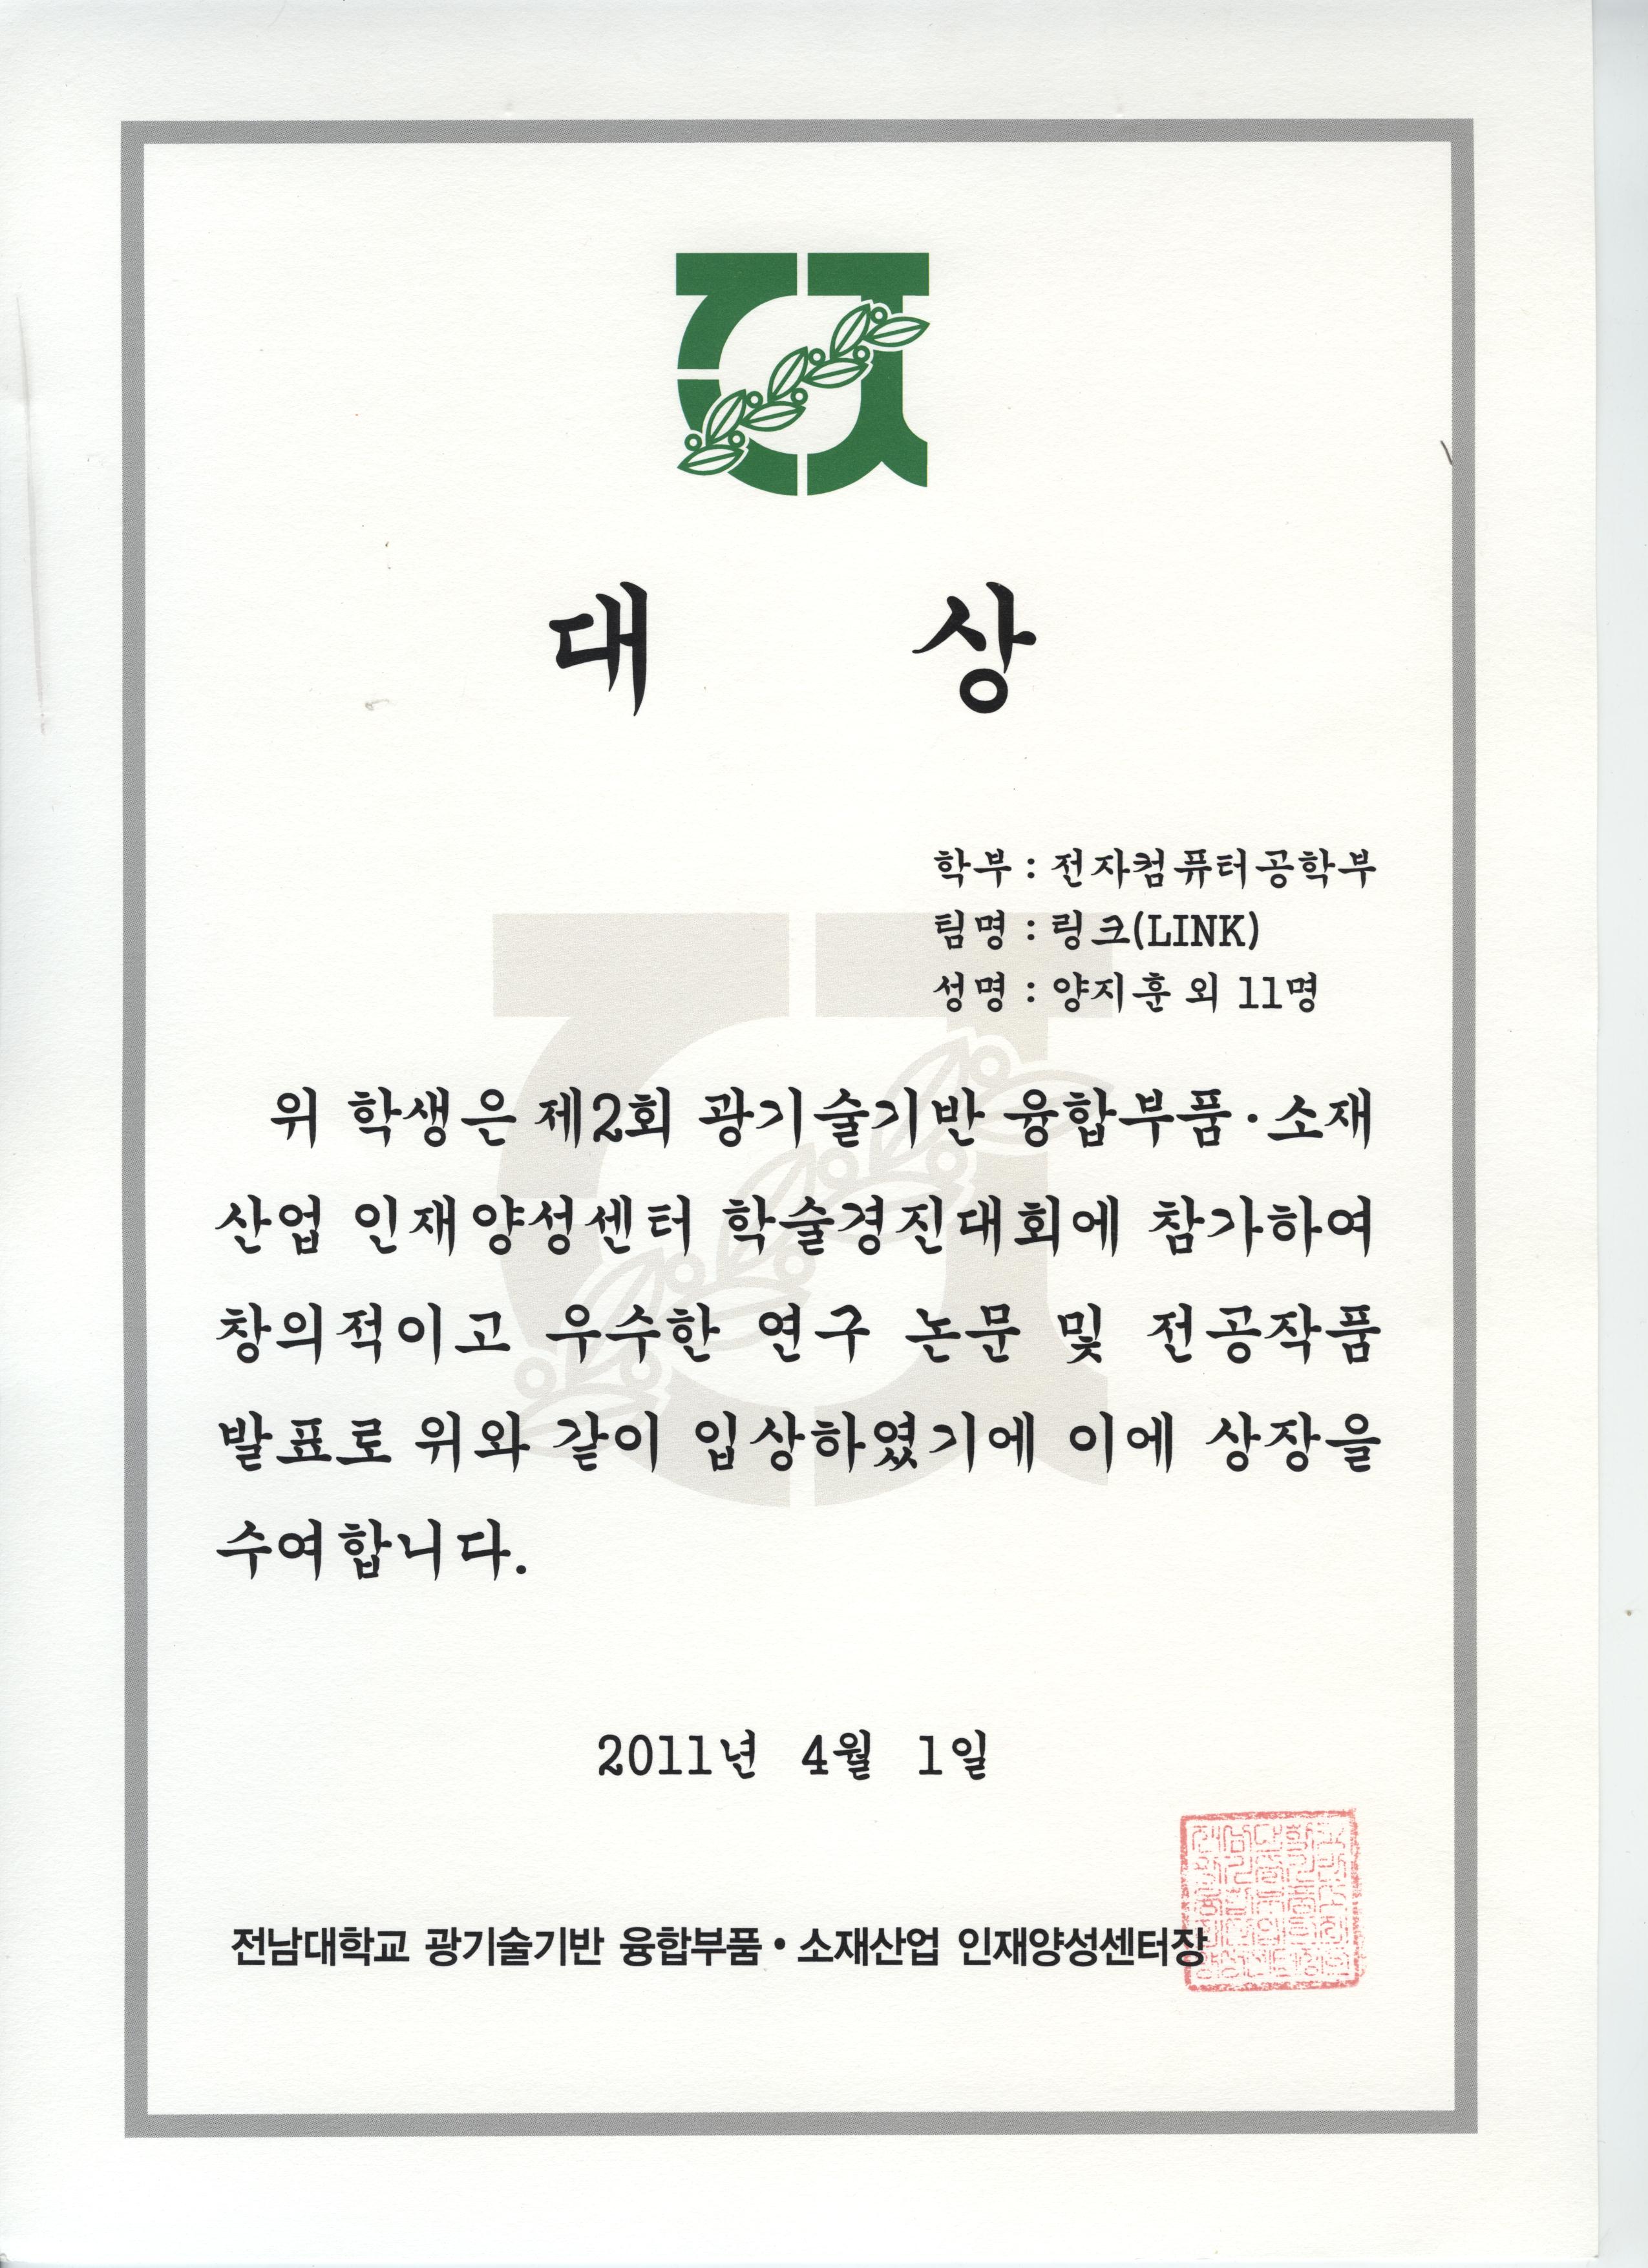 대 상
학부 : 전자컴퓨터공학부
팀명 : 링크(LINK)
성명 : 양지훈 외 11명
위 학생은 제2회 광기술기반 융합부품·소재
산업 인재양성센터 학술경진대회에 참가하여
창의적이고 우수한 연구 논문 및 전공작품
발표로 위와 같이 입상하였기에 이에 상장을
수여합니다.
2011년 4월 1일
전남대학교 광기술기반 융합부품·소재산업 인재양성센터장